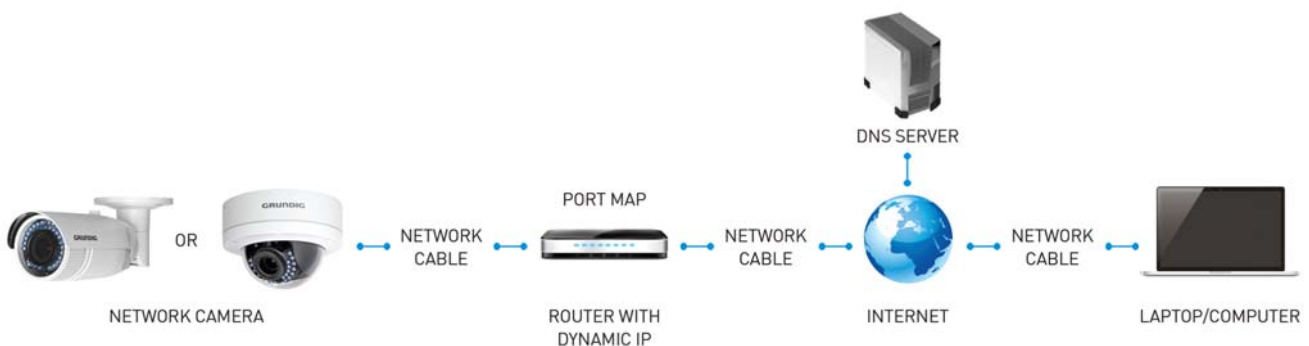 DNS SERVER
PORT MAP
GRUNDIG
OR
GRUNDIG
NETWORK
CABLE
NETWORK
CABLE
NETWORK
CABLE
NETWORK CAMERA
ROUTER WITH
DYNAMIC IP
INTERNET
LAPTOP/COMPUTER